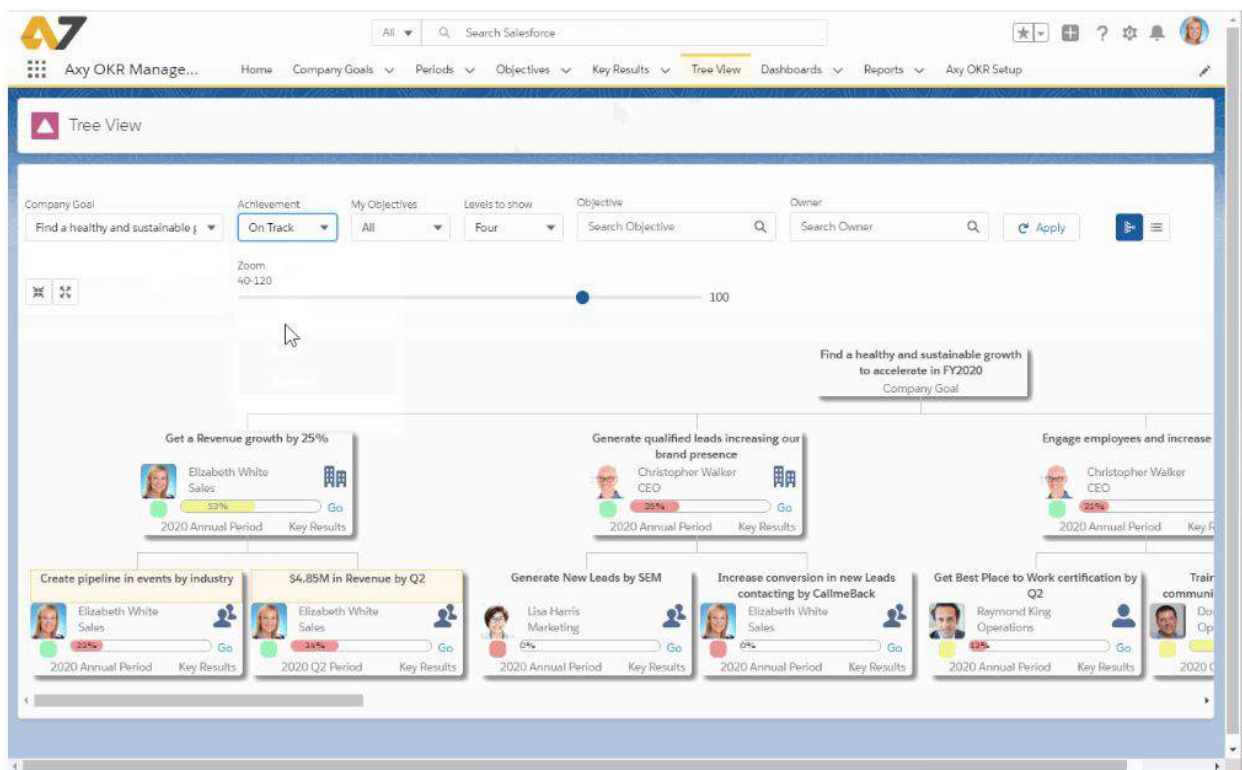 A7
All Search Salesforce
Axy OKR Manage... Home Company Goals Periods Objectives Key Results Tree View Dashboards Reports Axy OKR Setup
Tree View
Company Goal Achievement My Objectives Levels to show Objective Owner
Find a healthy and sustainable g On Track All Four Search Objective Search Owner Apply
Zoom
40-120
100
Find a healthy and sustainable growth
to accelerate in FY2020
Company Goal
Get a Revenue growth by 25%
Elizabeth White
Sales
53% Go
2020 Annual Period Key Results
Generate qualified leads increasing our
brand presence
Christopher Walker
CEO
35% Go
2020 Annual Period Key Results
Engage employees and increase
Christopher Walker
CEO
21%
2020 Annual Period Key R
Create pipeline in events by industry
Elizabeth White
Sales
Go
2020 Annual Period Key Results
$4.85M in Revenue by Q2
Elizabeth White
Sales
Go
2020 Q2 Period Key Results
Generate New Leads by SEM
Lisa Harris
Marketing
0% Go
2020 Annual Period Key Results
Increase conversion in new Leads
contacting by CallmeBack
Elizabeth White
Sales
0% Go
2020 Annual Period Key Results
Get Best Place to Work certification by
Q2
Raymond King
Operations
13% Go
2020 Annual Period Key Results
Train
communi
Do
Op
2020